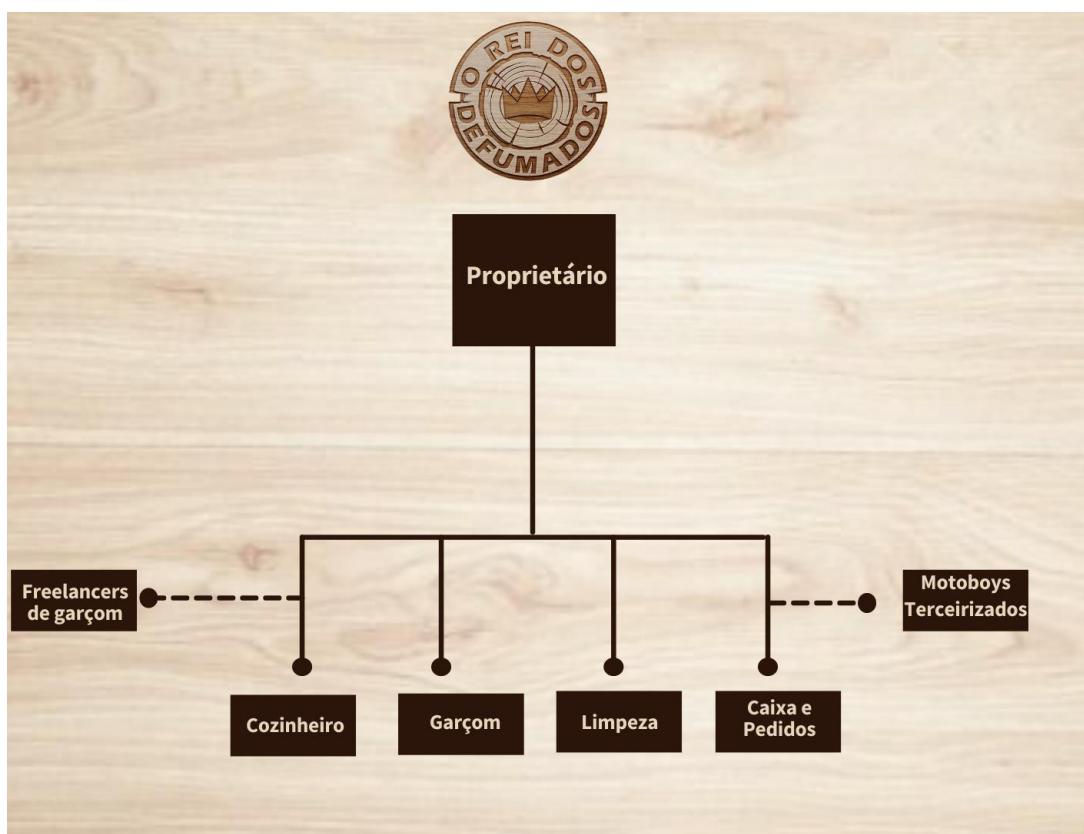 O REI DOS
DEFUMADOS
Proprietário
Freelancers
de garçom
Motoboys
Terceirizados
Cozinheiro
Garçom
Limpeza
Caixa e
Pedidos